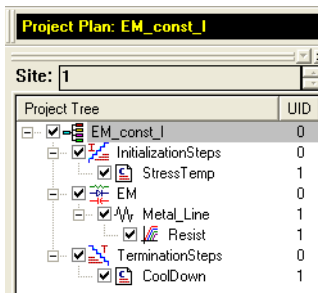 Project Plan: EM_const_I
Site: 1
Project Tree UID
EM_const_I 0
InitializationSteps 0
StressTemp 1
EM 0
Metal_Line 1
Resist 1
TerminationSteps 0
CoolDown 1